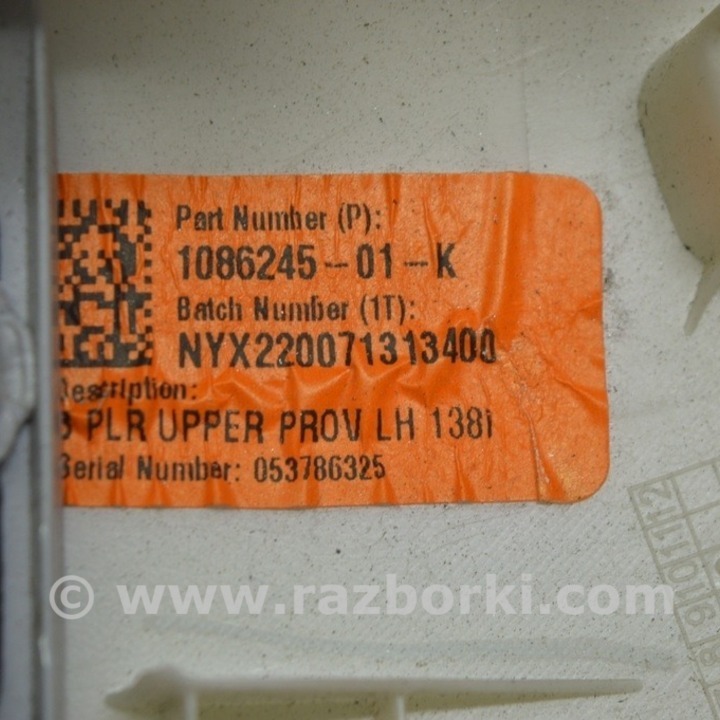 Part Number (P):
1086245-01-K
Batch Number (1T):
NYX220071313400
Description:
B PLR UPPER PROV LH 138i
Serial Number: 053786325
© www.razborki.com